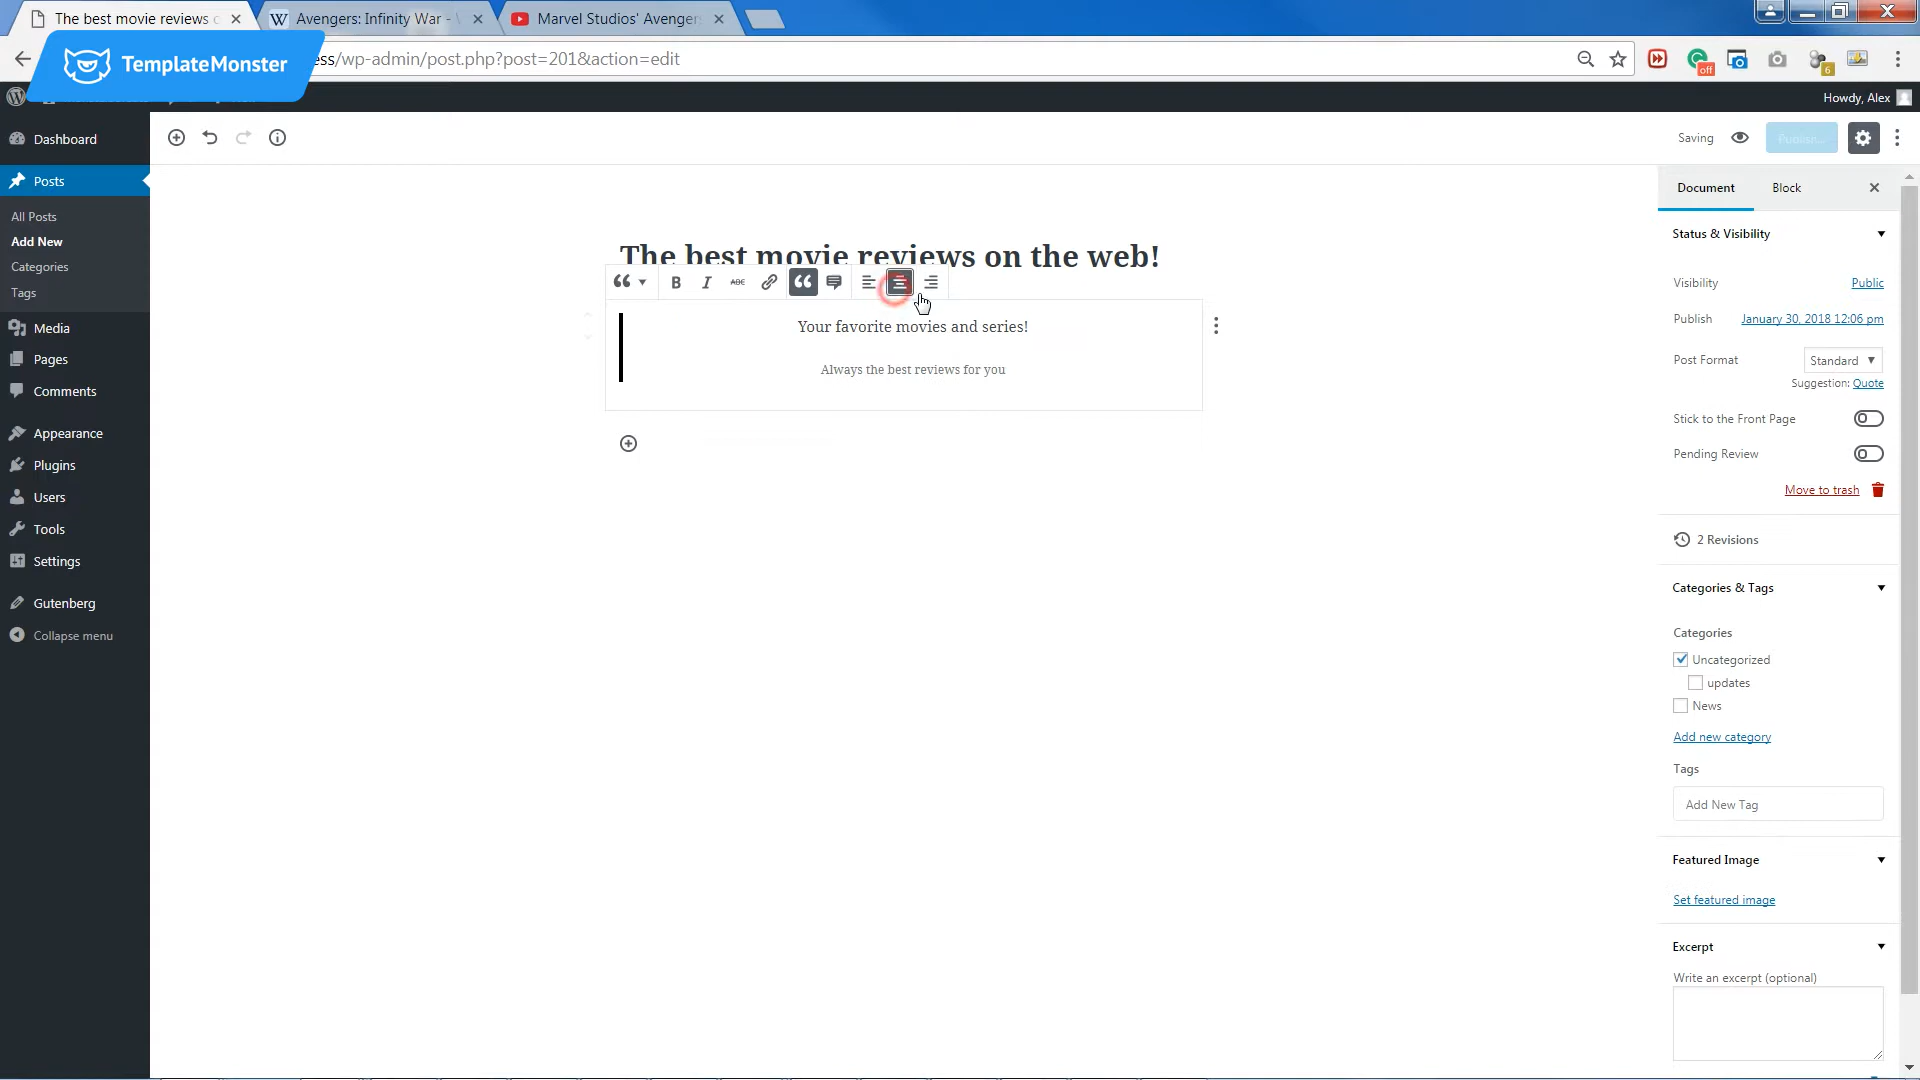 The best movie reviews
Avengers: Infinity War -
Marvel Studios' Avenger
TemplateMonster
ess/wp-admin/post.php?post=201&action=edit
off
6
Howdy, Alex
Dashboard
Saving
Posts
Document
Block
All Posts
Add New
Categories
Tags
Media
Pages
Comments
Appearance
Plugins
Users
Tools
Settings
Gutenberg
Collapse menu
The best movie reviews on the web!
B I ABC
Your favorite movies and series!
Always the best reviews for you
Status & Visibility
Visibility
Public
Publish
January 30, 2018 12:06 pm
Post Format
Standard
Suggestion: Quote
Stick to the Front Page
Pending Review
Move to trash
2 Revisions
Categories & Tags
Categories
Uncategorized
updates
News
Add new category
Tags
Add New Tag
Featured Image
Set featured image
Excerpt
Write an excerpt (optional)